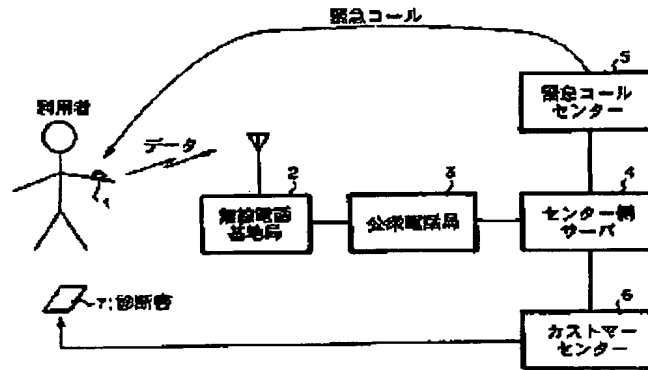 緊急コール
5
緊急コール
センター
利用者
データ
1
2
無線電話
基地局
3
公衆電話局
4
センター側
サーバ
7:診断書
6
カストマー
センター